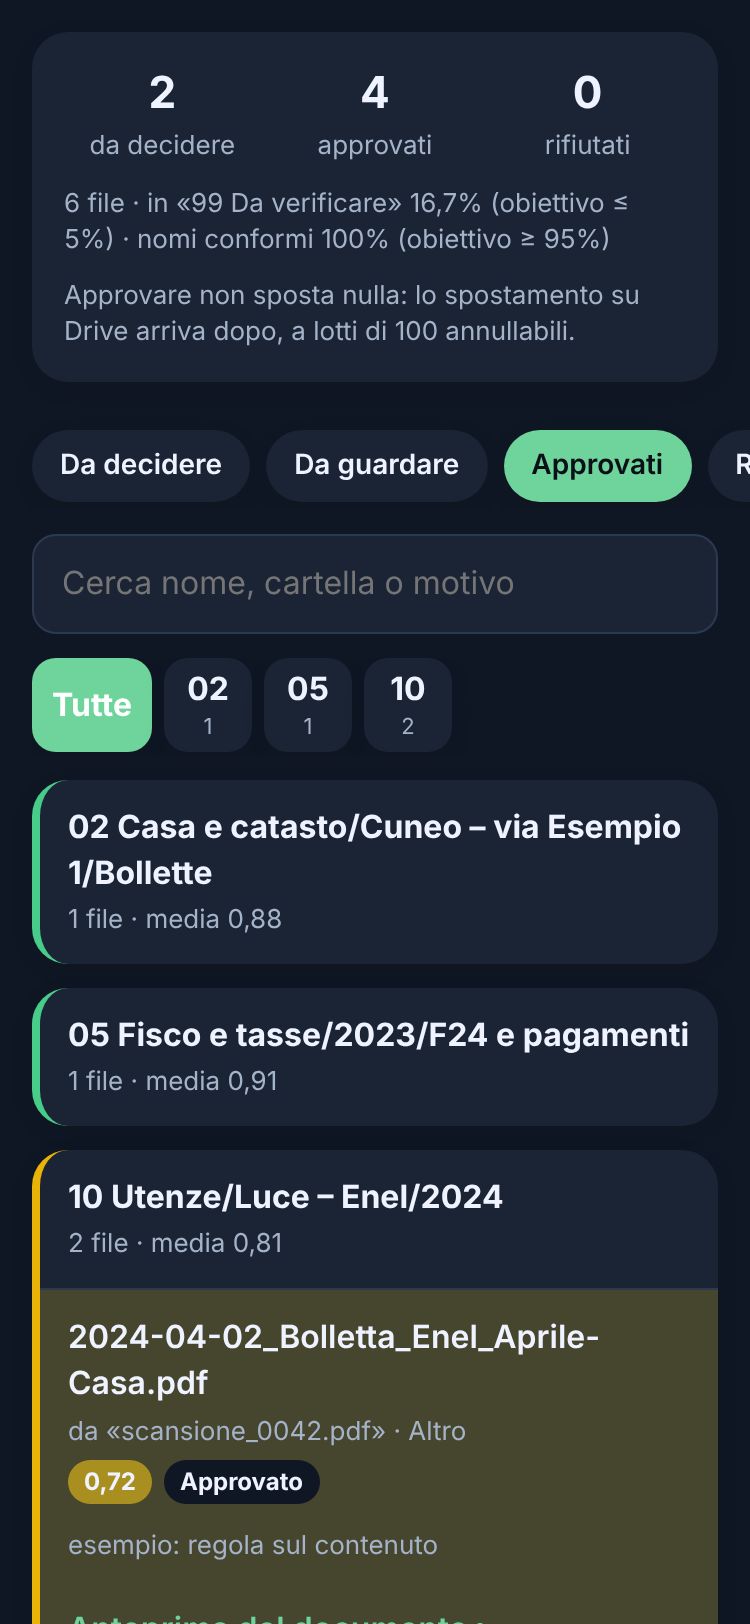 2
da decidere
4
approvati
0
rifiutati
6 file · in «99 Da verificare» 16,7% (obiettivo ≤
5%) · nomi conformi 100% (obiettivo ≥ 95%)
Approvare non sposta nulla: lo spostamento su
Drive arriva dopo, a lotti di 100 annullabili.
Da decidere
Da guardare
Approvati
Cerca nome, cartella o motivo
Tutte
02
1
05
1
10
2
02 Casa e catasto/Cuneo – via Esempio
1/Bollette
1 file · media 0,88
05 Fisco e tasse/2023/F24 e pagamenti
1 file · media 0,91
10 Utenze/Luce – Enel/2024
2 file · media 0,81
2024-04-02_Bolletta_Enel_Aprile-
Casa.pdf
da «scansione_0042.pdf» · Altro
0,72
Approvato
esempio: regola sul contenuto